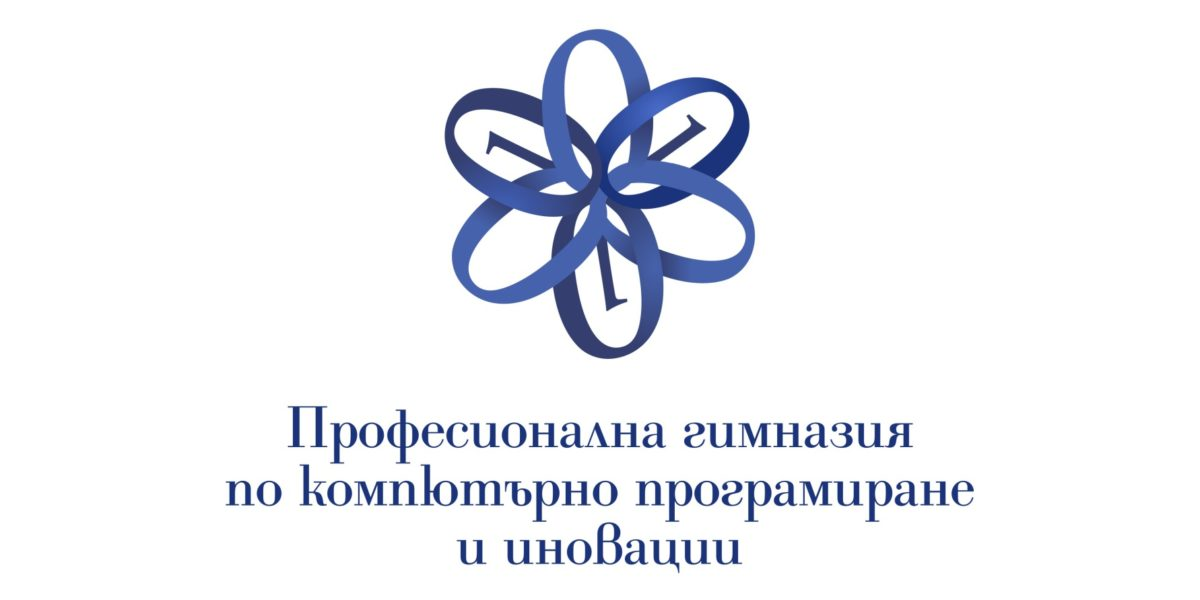 Професионална гимназия
по компютърно програмиране
и иновации